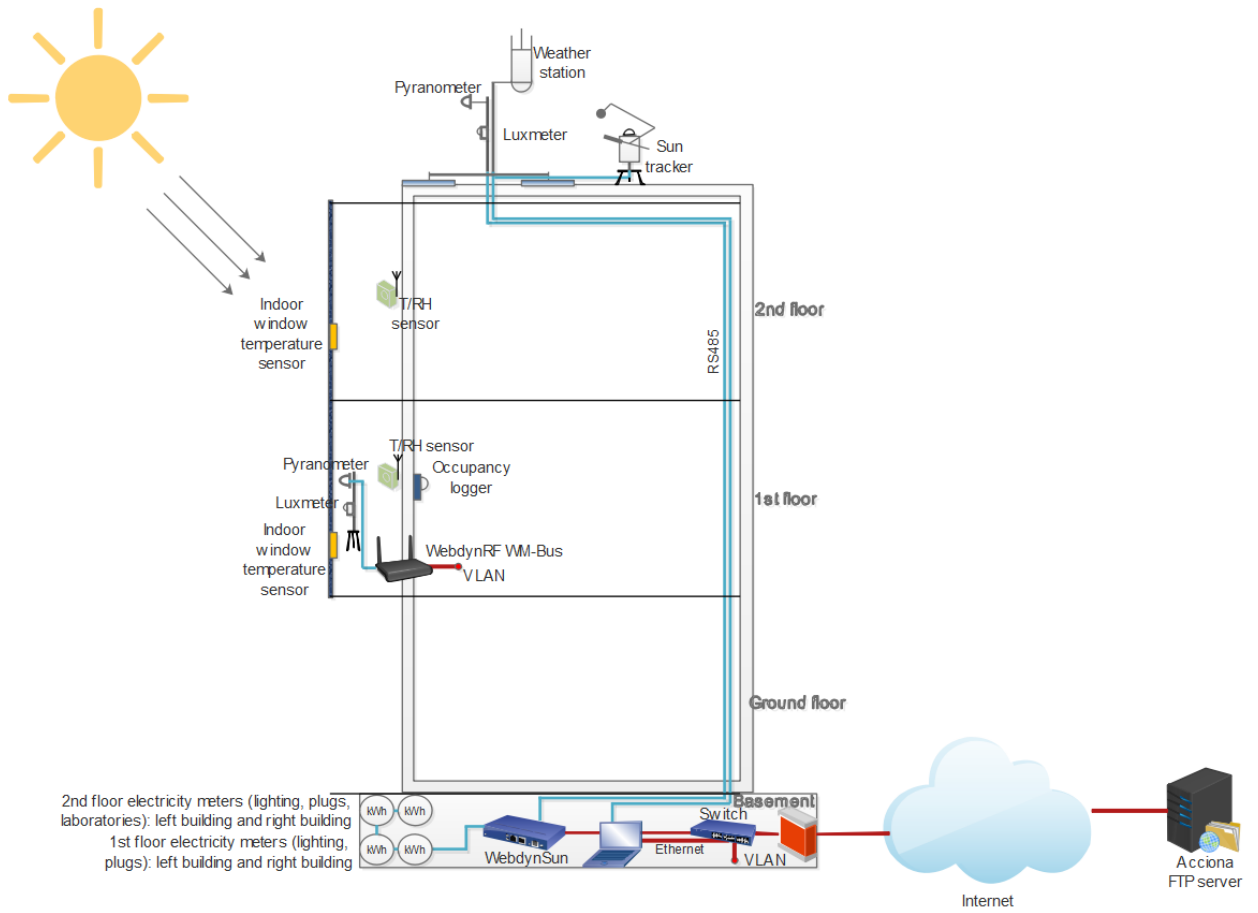 Weather
station
Pyranometer
Luxmeter
Sun
tracker
Indoor
window
temperature
sensor
T/RH
sensor
2nd floor
RS485
T/RH sensor
Pyranometer
Occupancy
logger
Luxmeter
1st floor
Indoor
window
temperature
sensor
WebdynRF WM-Bus
VLAN
Ground floor
2nd floor electricity meters (lighting, plugs,
laboratories): left building and right building
1st floor electricity meters (lighting,
plugs): left building and right building
kWh
kWh
kWh
kWh
Basement
Switch
WebdynSun
Ethernet
VLAN
Internet
Acciona
FTP server